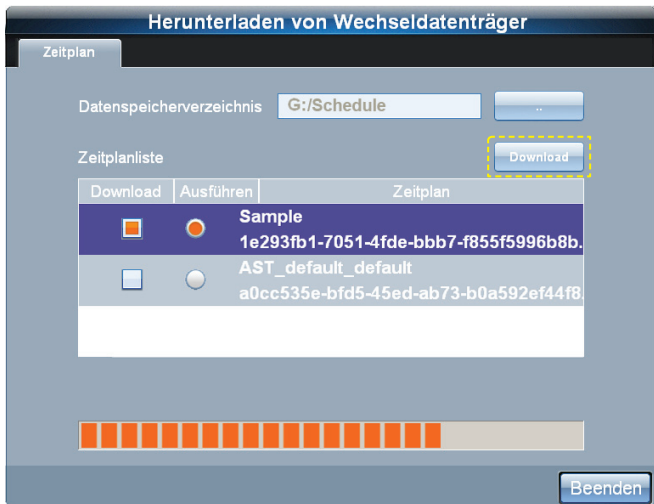 Herunterladen von Wechseldatenträger
Zeitplan
Datenspeicherverzeichnis G:/Schedule ..
Zeitplanliste Download
Download Ausführen Zeitplan
Sample
1e293fb1-7051-4fde-bbb7-f855f5996b8b.
AST_default_default
a0cc535e-bfd5-45ed-ab73-b0a592ef44f8.
Beenden